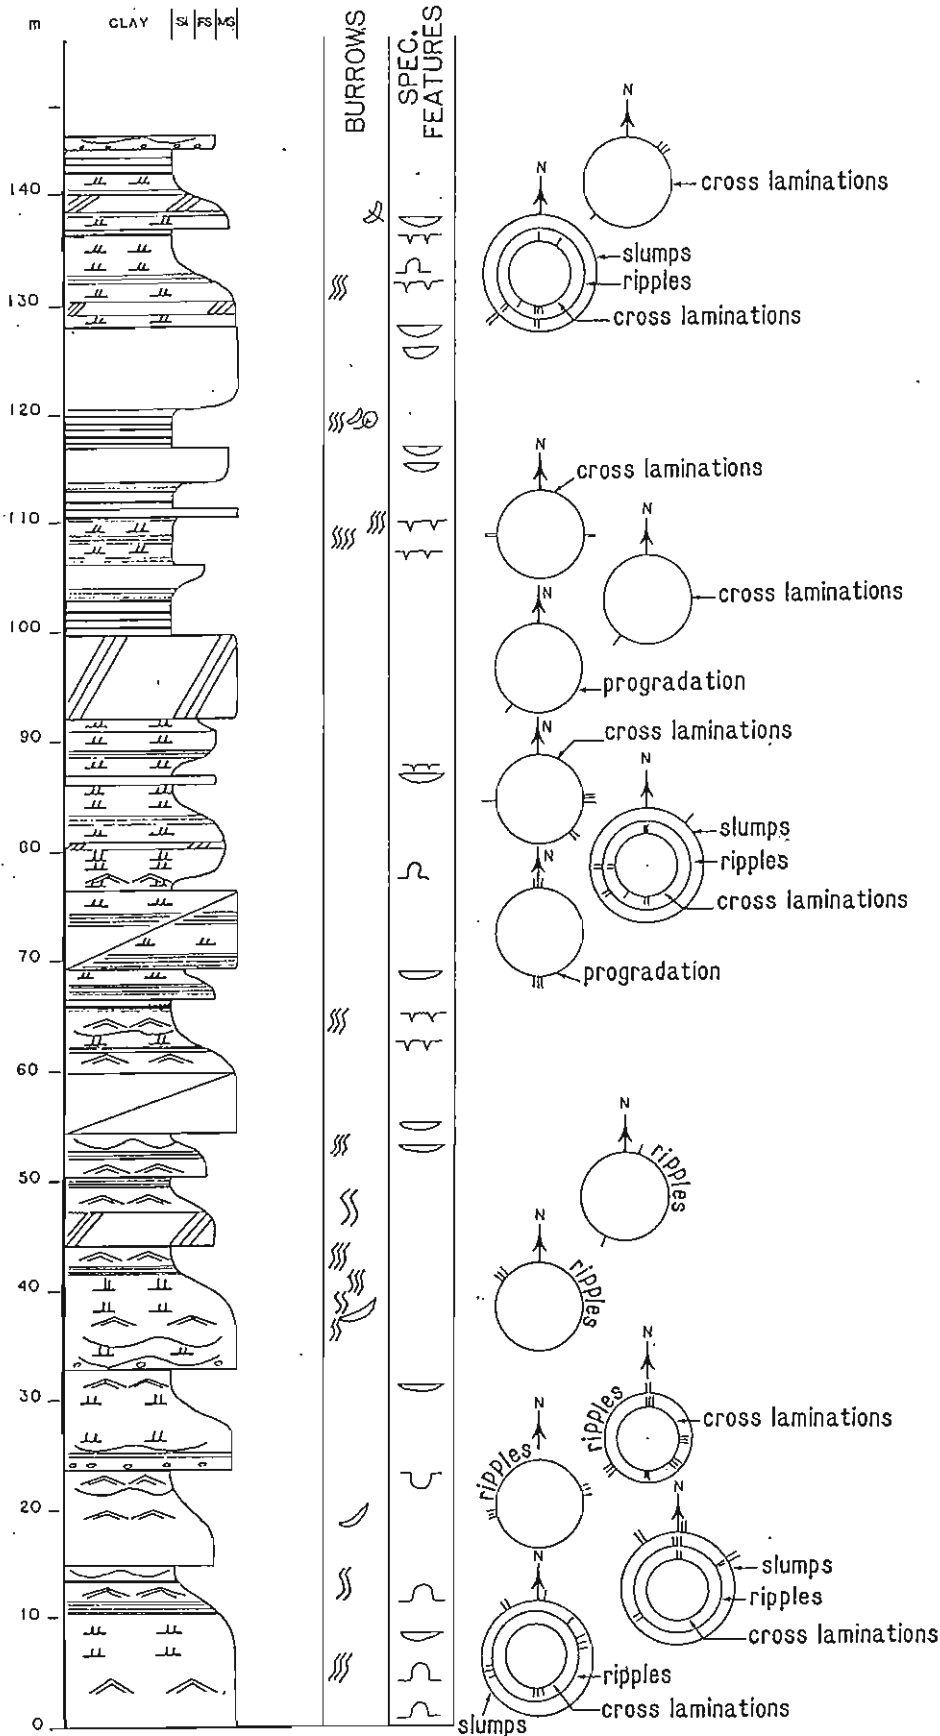 m CLAY SI FS MS
BURROWS
SPEC.
FEATURES
N
140
cross laminations
N
slumps
ripples
130
cross laminations
120
N
cross laminations
110
N
cross laminations
100
N
progradation
90
N
cross laminations
N
slumps
80
ripples
N
cross laminations
70
progradation
60
N
ripples
50
N
ripples
40
N
30
ripples
cross laminations
N
ripples
20
N
slumps
ripples
N
10
cross laminations
ripples
cross laminations
0
slumps